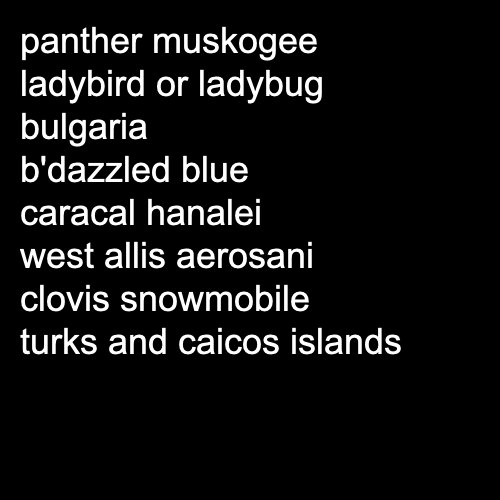 panther muskogee
ladybird or ladybug
bulgaria
b'dazzled blue
caracal hanalei
west allis aerosani
clovis snowmobile
turks and caicos islands